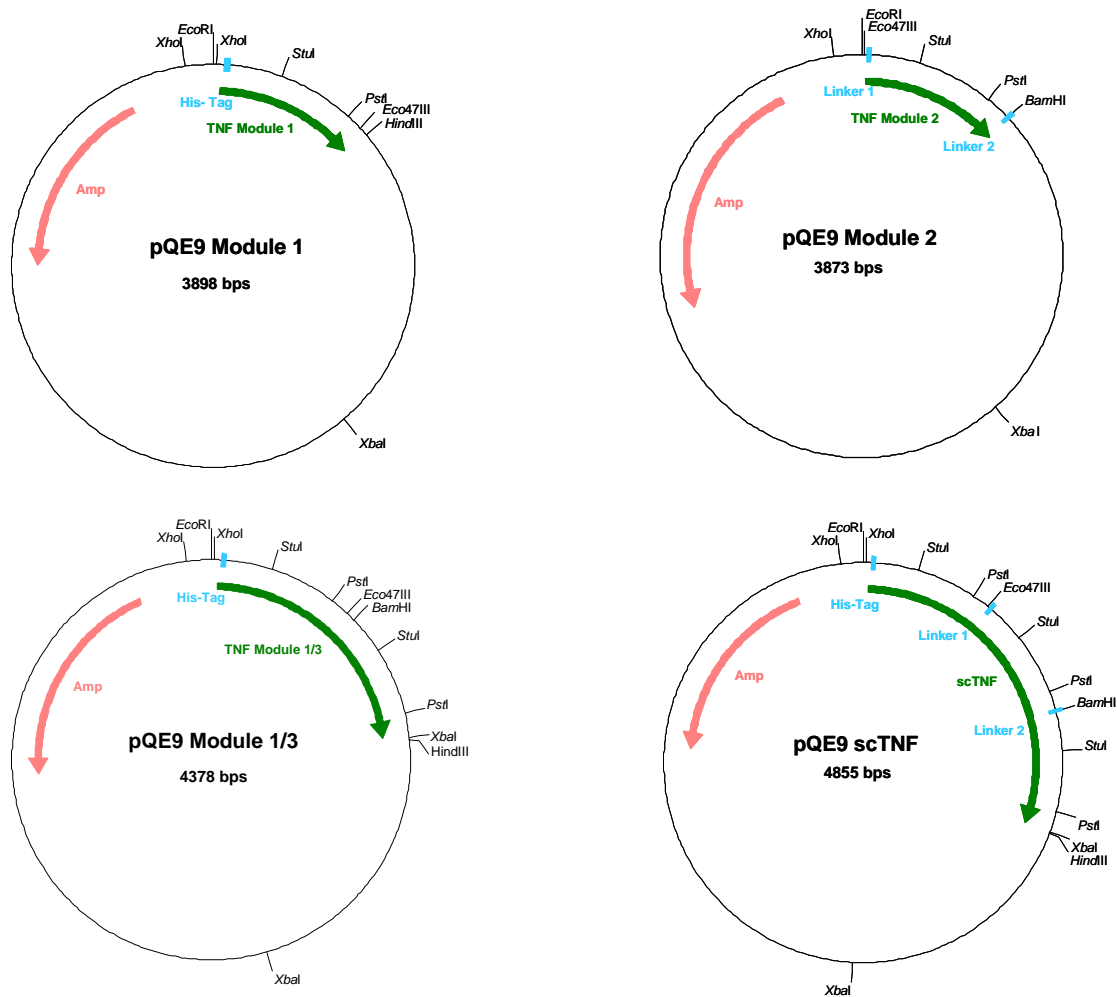 EcoRI
XhoI
XhoI
StuI
PstI
Eco47III
HindIII
His- Tag
TNF Module 1
Amp
pQE9 Module 1
3898 bps
XbaI
EcoRI
Eco47III
XhoI
StuI
PstI
BamHI
Linker 1
TNF Module 2
Linker 2
Amp
pQE9 Module 2
3873 bps
XbaI
EcoRI
XhoI
XhoI
StuI
PstI
Eco47III
BamHI
StuI
His-Tag
TNF Module 1/3
Amp
PstI
XbaI
HindIII
pQE9 Module 1/3
4378 bps
XbaI
EcoRI
XhoI
XhoI
StuI
PstI
Eco47III
His-Tag
Linker 1
StuI
Amp
scTNF
PstI
BamHI
Linker 2
StuI
pQE9 scTNF
4855 bps
PstI
XbaI
HindIII
XbaI